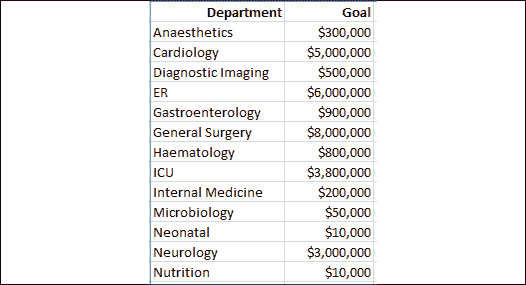 Department Goal
Anaesthetics $300,000
Cardiology $5,000,000
Diagnostic Imaging $500,000
ER $6,000,000
Gastroenterology $900,000
General Surgery $8,000,000
Haematology $800,000
ICU $3,800,000
Internal Medicine $200,000
Microbiology $50,000
Neonatal $10,000
Neurology $3,000,000
Nutrition $10,000